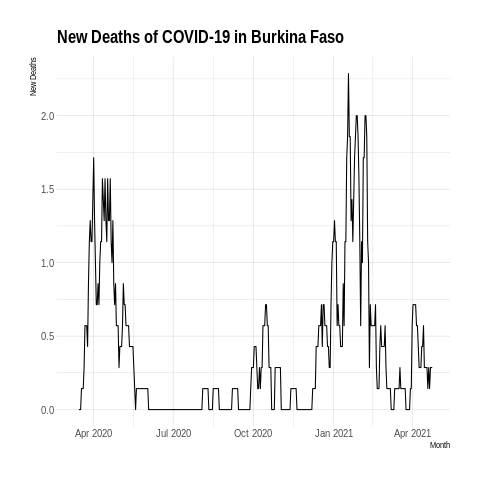 New Deaths of COVID-19 in Burkina Faso
New Deaths
2.0
1.5
1.0
0.5
0.0
Apr 2020 Jul 2020 Oct 2020 Jan 2021 Apr 2021
Month